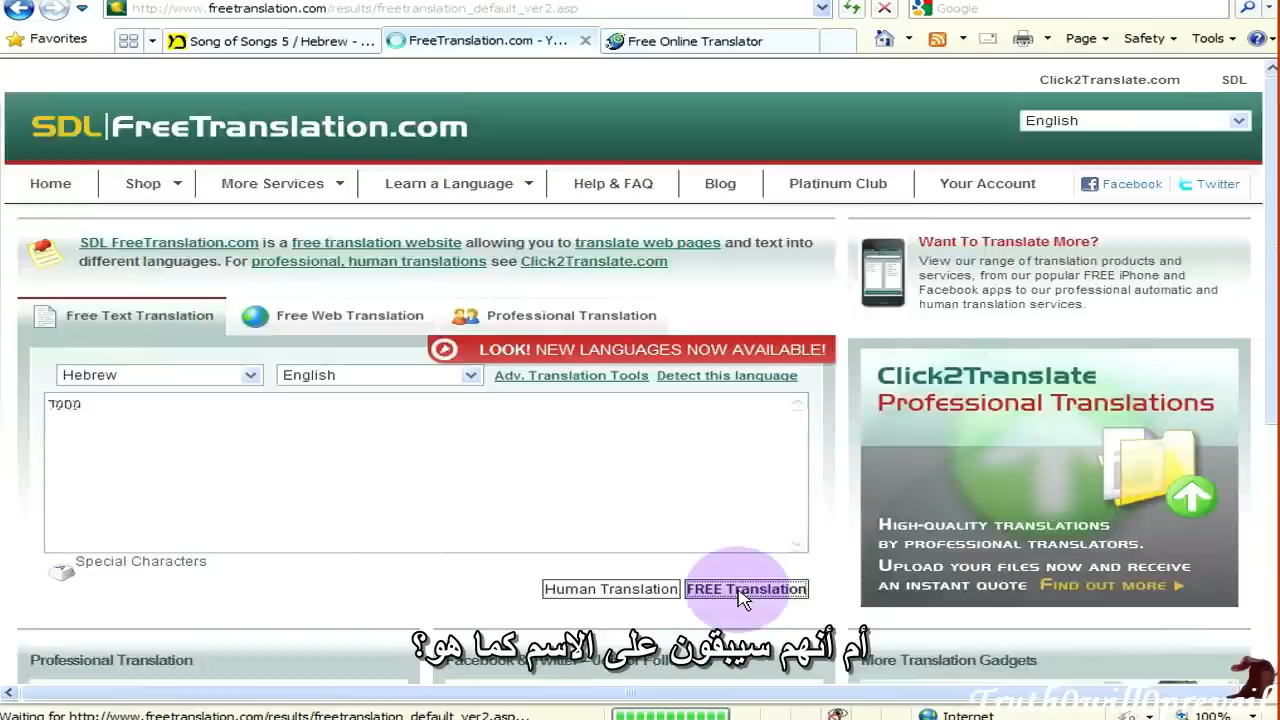 http://www.freetranslation.com/results/freetranslation_default_ver2.asp
Google
Favorites
Song of Songs 5 / Hebrew - ...
FreeTranslation.com - Y...
Free Online Translator
Page
Safety
Tools
Click2Translate.com
SDL
SDL|FreeTranslation.com
English
Home
Shop
More Services
Learn a Language
Help & FAQ
Blog
Platinum Club
Your Account
Facebook
Twitter
SDL FreeTranslation.com is a free translation website allowing you to translate web pages and text into
different languages. For professional, human translations see Click2Translate.com
Want To Translate More?
View our range of translation products and
services, from our popular FREE iPhone and
Facebook apps to our professional automatic and
human translation services.
Free Text Translation
Free Web Translation
Professional Translation
LOOK! NEW LANGUAGES NOW AVAILABLE!
Hebrew
English
Adv. Translation Tools
Detect this language
מַחֲמַד
Click2Translate
Professional Translations
High-quality translations
by professional translators.
Upload your files now and receive
an instant quote Find out more
Special Characters
Human Translation
FREE Translation
أم أنهم سيبقون على الاسم كما هو؟
Professional Translation
More Translation Gadgets
Truth0will0prevail
Waiting for http://www.freetranslation.com/results/freetranslation_default_ver2.asp...
Internet
100%